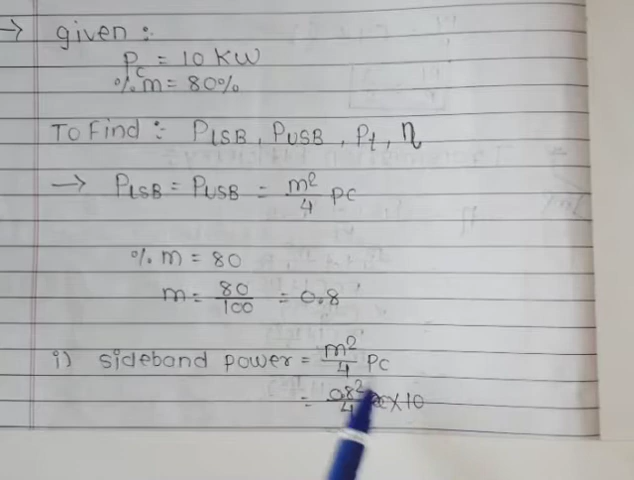 → given :-
Pc = 10 KW
% m = 80%
To Find :- PLSB, PUSB, Pt, η
→ PLSB = PUSB = m²/4 Pc
% m = 80
m = 80/100 = 0.8
i) sideband power = m²/4 Pc
= 0.8²/4 × 10